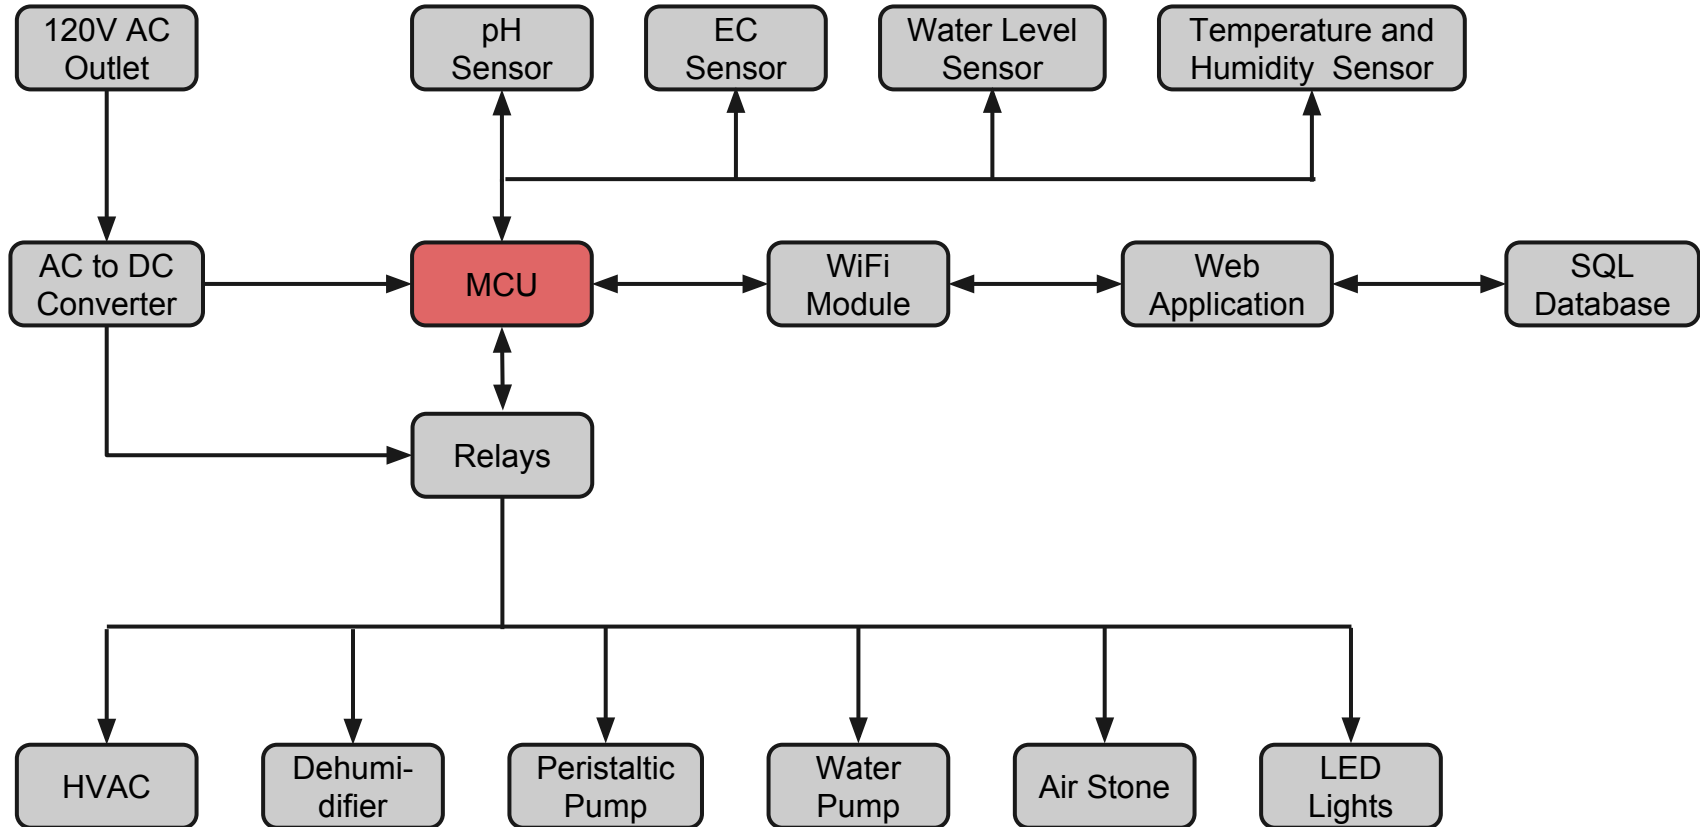 120V AC
Outlet
pH
Sensor
EC
Sensor
Water Level
Sensor
Temperature and
Humidity  Sensor
AC to DC
Converter
MCU
WiFi
Module
Web
Application
SQL
Database
Relays
HVAC
Dehumi-
difier
Peristaltic
Pump
Water
Pump
Air Stone
LED
Lights